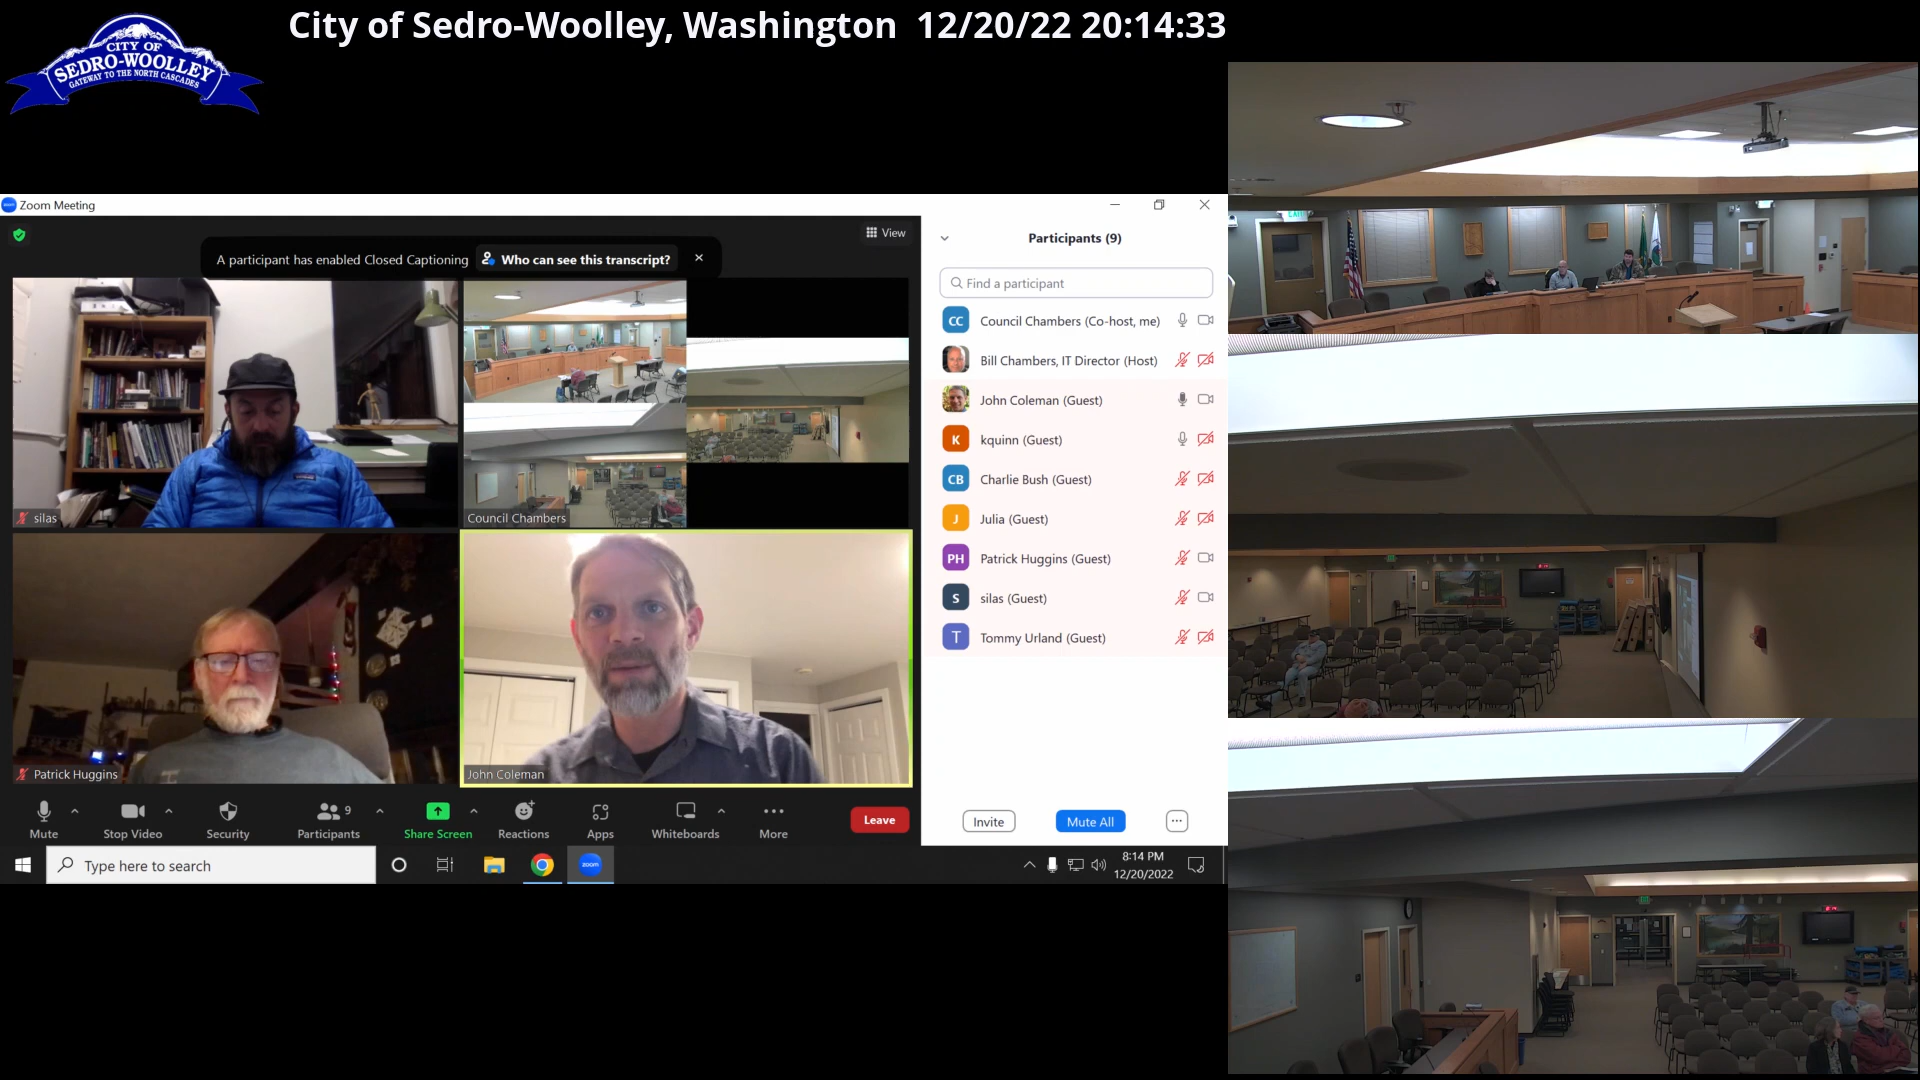 City of Sedro-Woolley, Washington 12/20/22 20:14:33
CITY OF
SEDRO-WOOLLEY
GATEWAY TO THE NORTH CASCADES
Zoom Meeting
View
A participant has enabled Closed Captioning
Who can see this transcript?
silas
Council Chambers
Patrick Huggins
John Coleman
Participants (9)
Find a participant
CC Council Chambers (Co-host, me)
Bill Chambers, IT Director (Host)
John Coleman (Guest)
K kquinn (Guest)
CB Charlie Bush (Guest)
J Julia (Guest)
PH Patrick Huggins (Guest)
S silas (Guest)
T Tommy Urland (Guest)
Invite
Mute All
Mute
Stop Video
Security
Participants 9
Share Screen
Reactions
Apps
Whiteboards
More
Leave
Type here to search
zoom
8:14 PM
12/20/2022